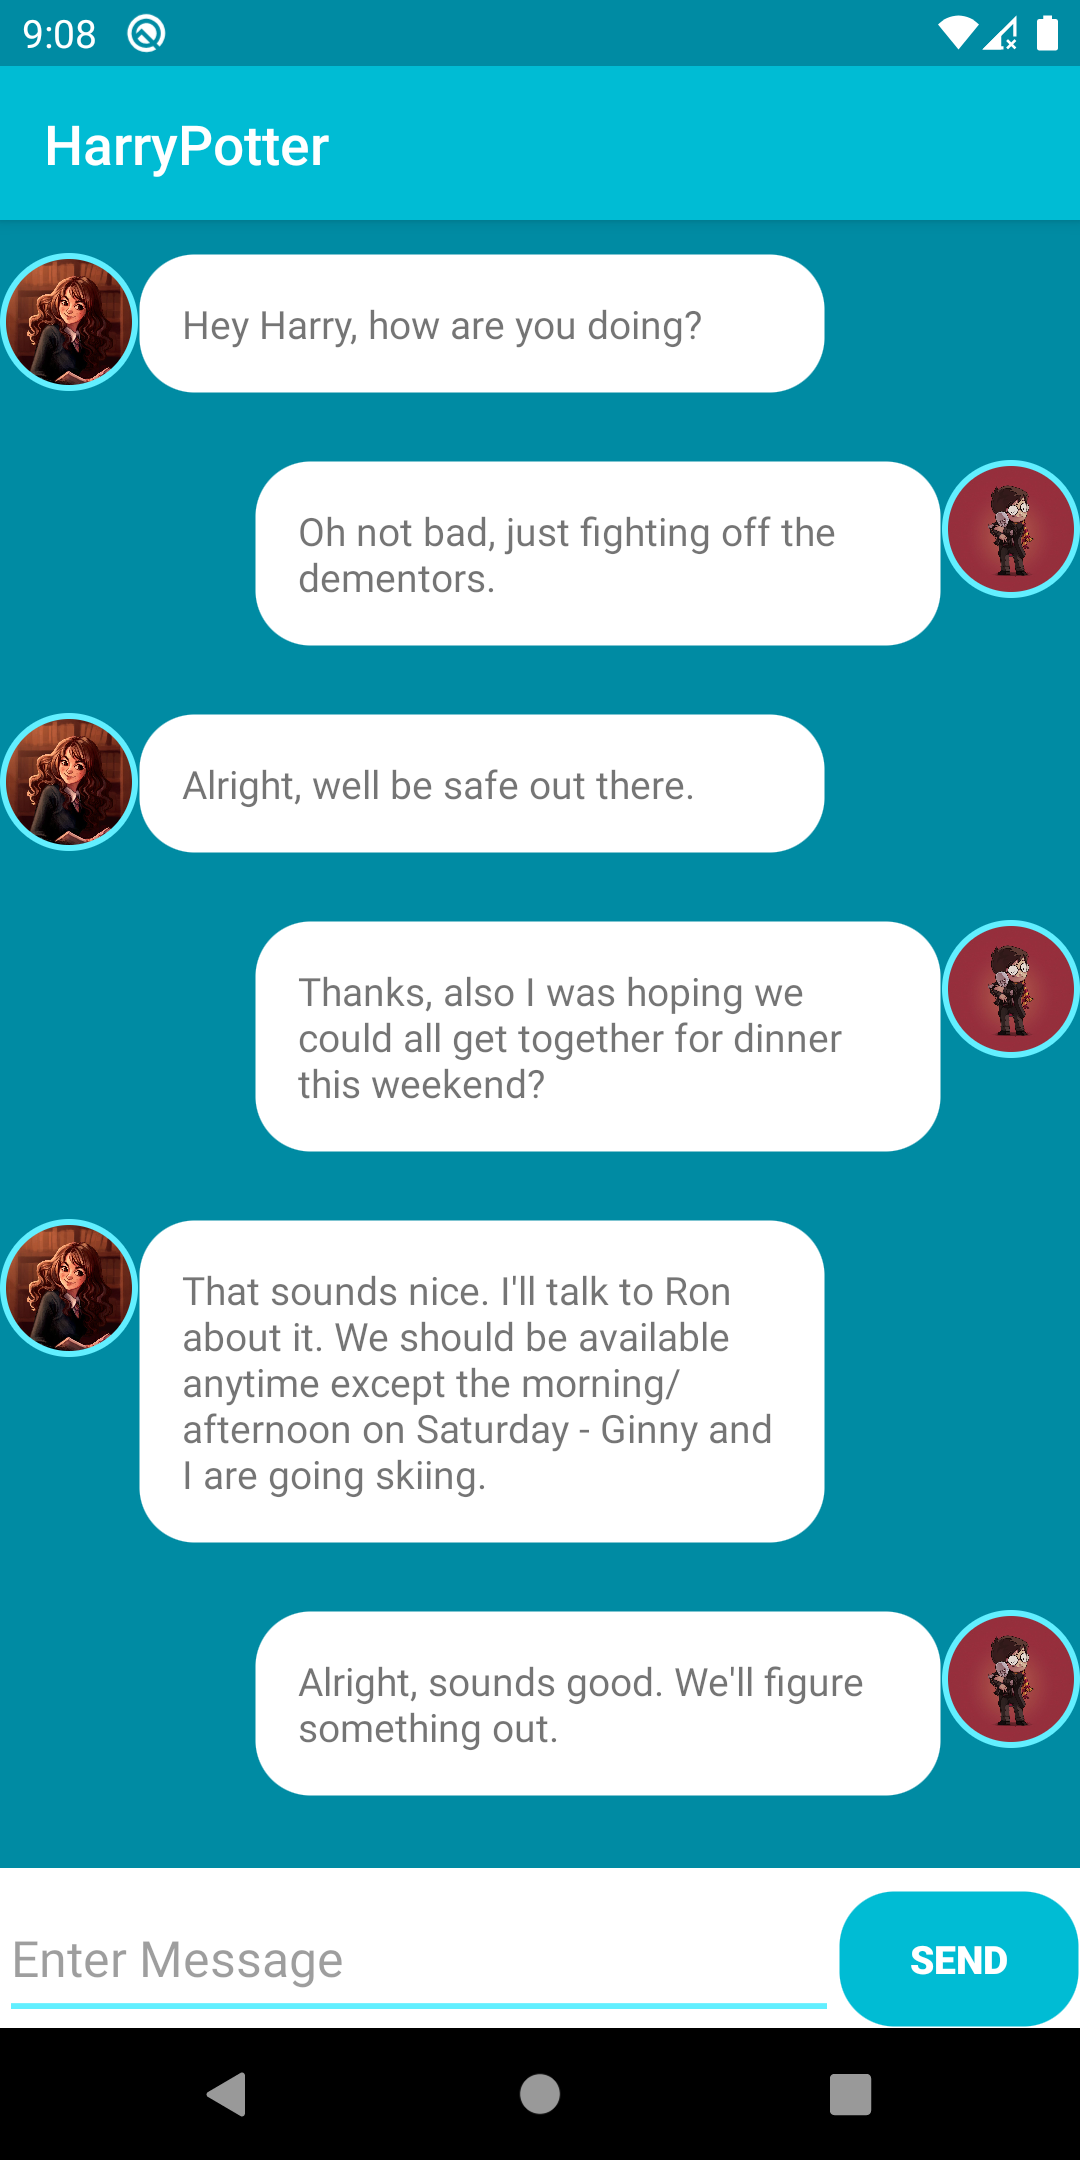 9:08
HarryPotter
Hey Harry, how are you doing?
Oh not bad, just fighting off the
dementors.
Alright, well be safe out there.
Thanks, also I was hoping we
could all get together for dinner
this weekend?
That sounds nice. I'll talk to Ron
about it. We should be available
anytime except the morning/
afternoon on Saturday - Ginny and
I are going skiing.
Alright, sounds good. We'll figure
something out.
Enter Message
SEND